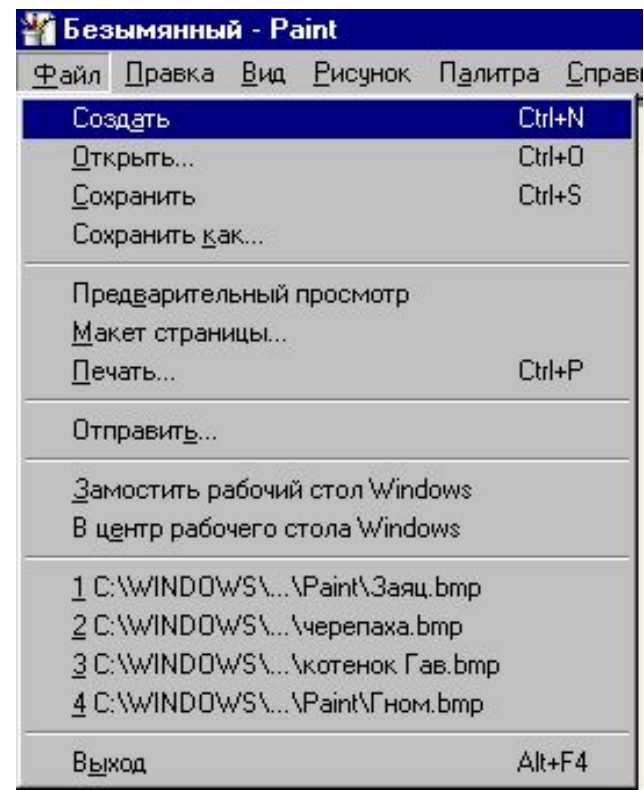 Безымянный - Paint
Файл Правка Вид Рисунок Палитра Справ
Создать Ctrl+N
Открыть... Ctrl+O
Сохранить Ctrl+S
Сохранить как...
Предварительный просмотр
Макет страницы...
Печать... Ctrl+P
Отправить...
Замостить рабочий стол Windows
В центр рабочего стола Windows
1 C:\WINDOWS\...\Paint\Заяц.bmp
2 C:\WINDOWS\...\черепаха.bmp
3 C:\WINDOWS\...\котенок Гав.bmp
4 C:\WINDOWS\...\Paint\Гном.bmp
Выход Alt+F4